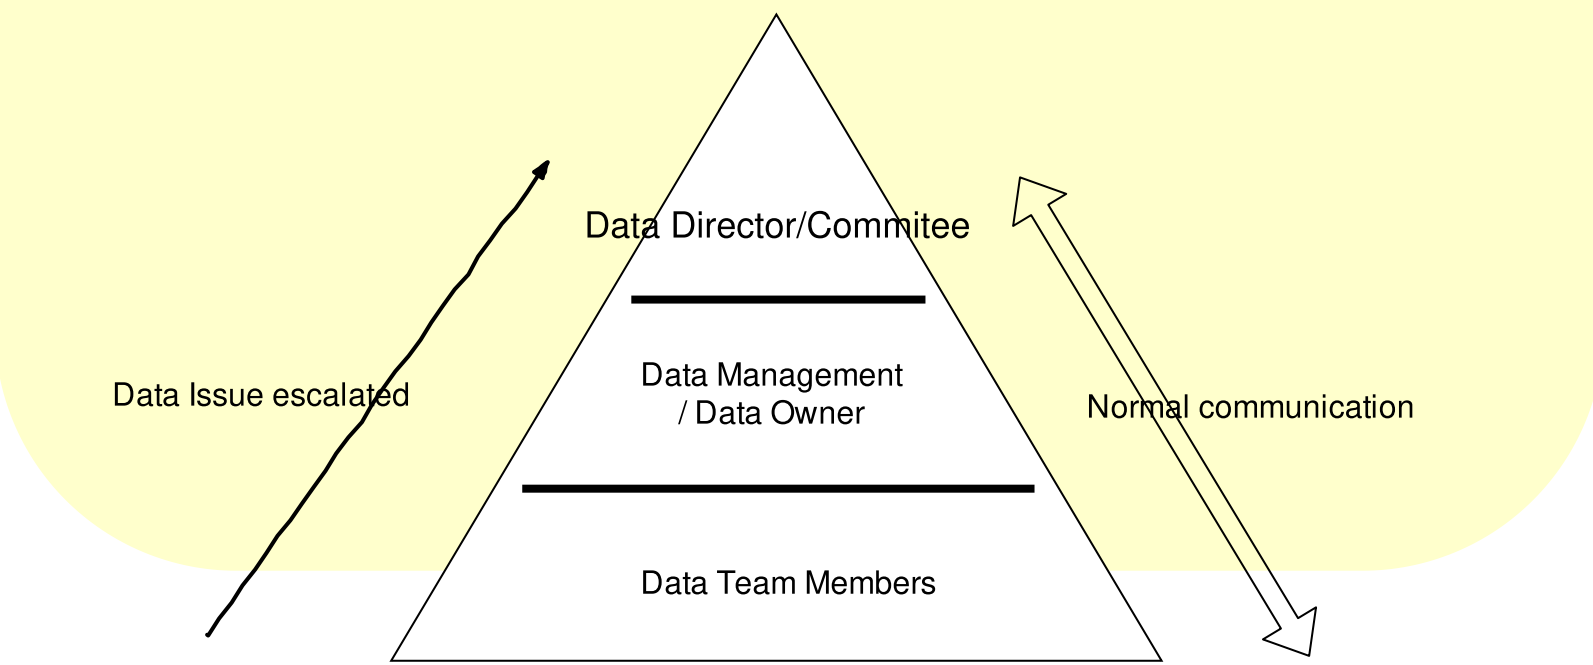 Data Director/Commitee
Data Management
/ Data Owner
Data Issue escalated
Normal communication
Data Team Members